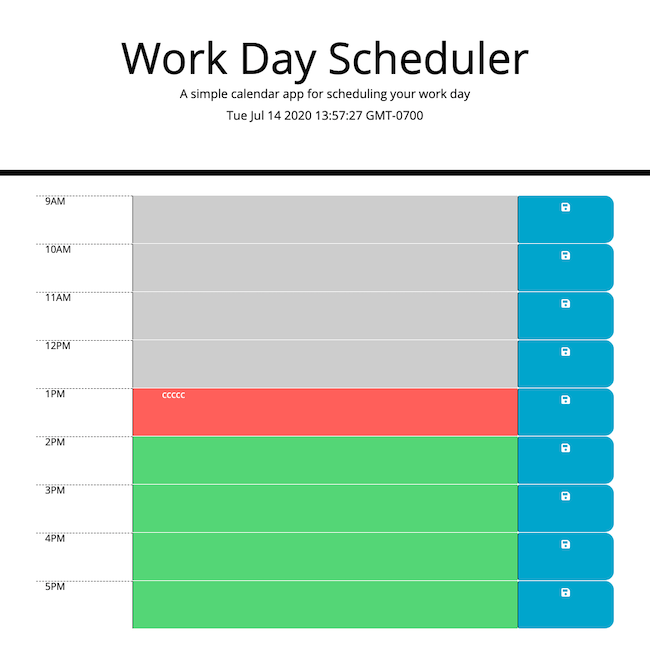 Work Day Scheduler
A simple calendar app for scheduling your work day
Tue Jul 14 2020 13:57:27 GMT-0700
9AM
10AM
11AM
12PM
1PM ccccc
2PM
3PM
4PM
5PM